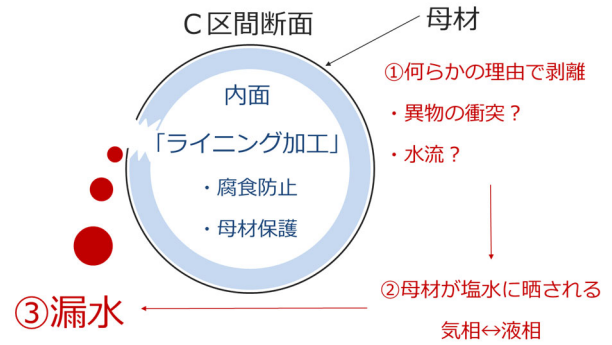 C区間断面
母材
内面
「ライニング加工」
・腐食防止
・母材保護
①何らかの理由で剥離
・異物の衝突？
・水流？
②母材が塩水に晒される
気相↔液相
③漏水